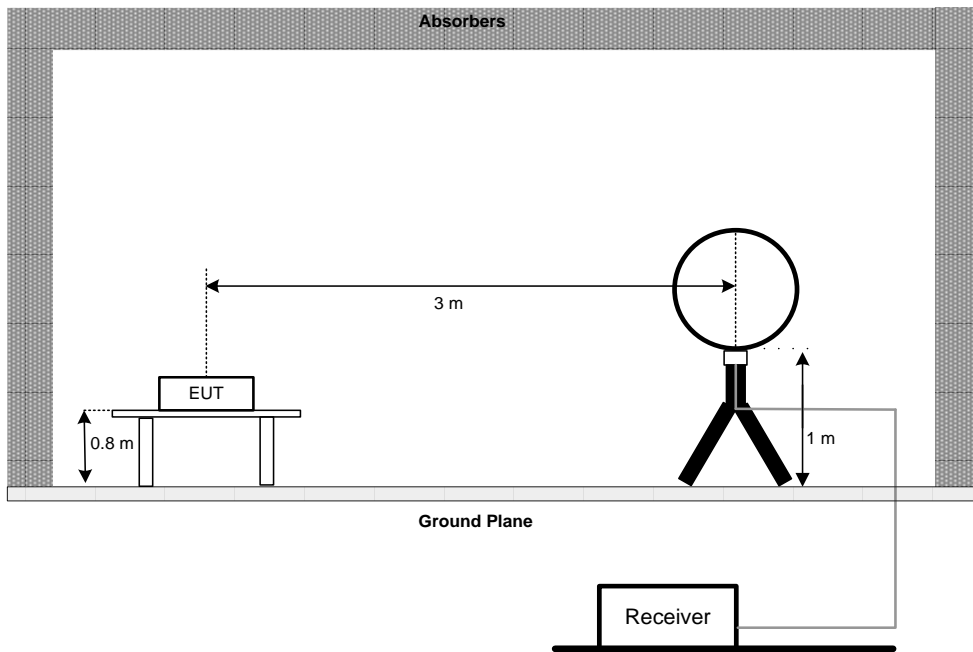 Absorbers
3 m
EUT
0.8 m
1 m
Ground Plane
Receiver